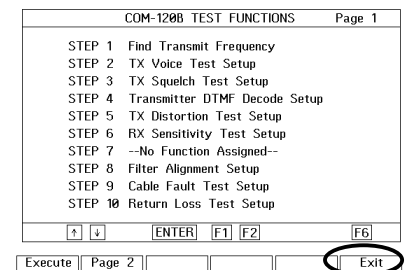 COM-120B TEST FUNCTIONS Page 1
STEP 1 Find Transmit Frequency
STEP 2 TX Voice Test Setup
STEP 3 TX Squelch Test Setup
STEP 4 Transmitter DTMF Decode Setup
STEP 5 TX Distortion Test Setup
STEP 6 RX Sensitivity Test Setup
STEP 7 --No Function Assigned--
STEP 8 Filter Alignment Setup
STEP 9 Cable Fault Test Setup
STEP 10 Return Loss Test Setup
↑ ↓ ENTER F1 F2 F6
Execute Page 2 Exit